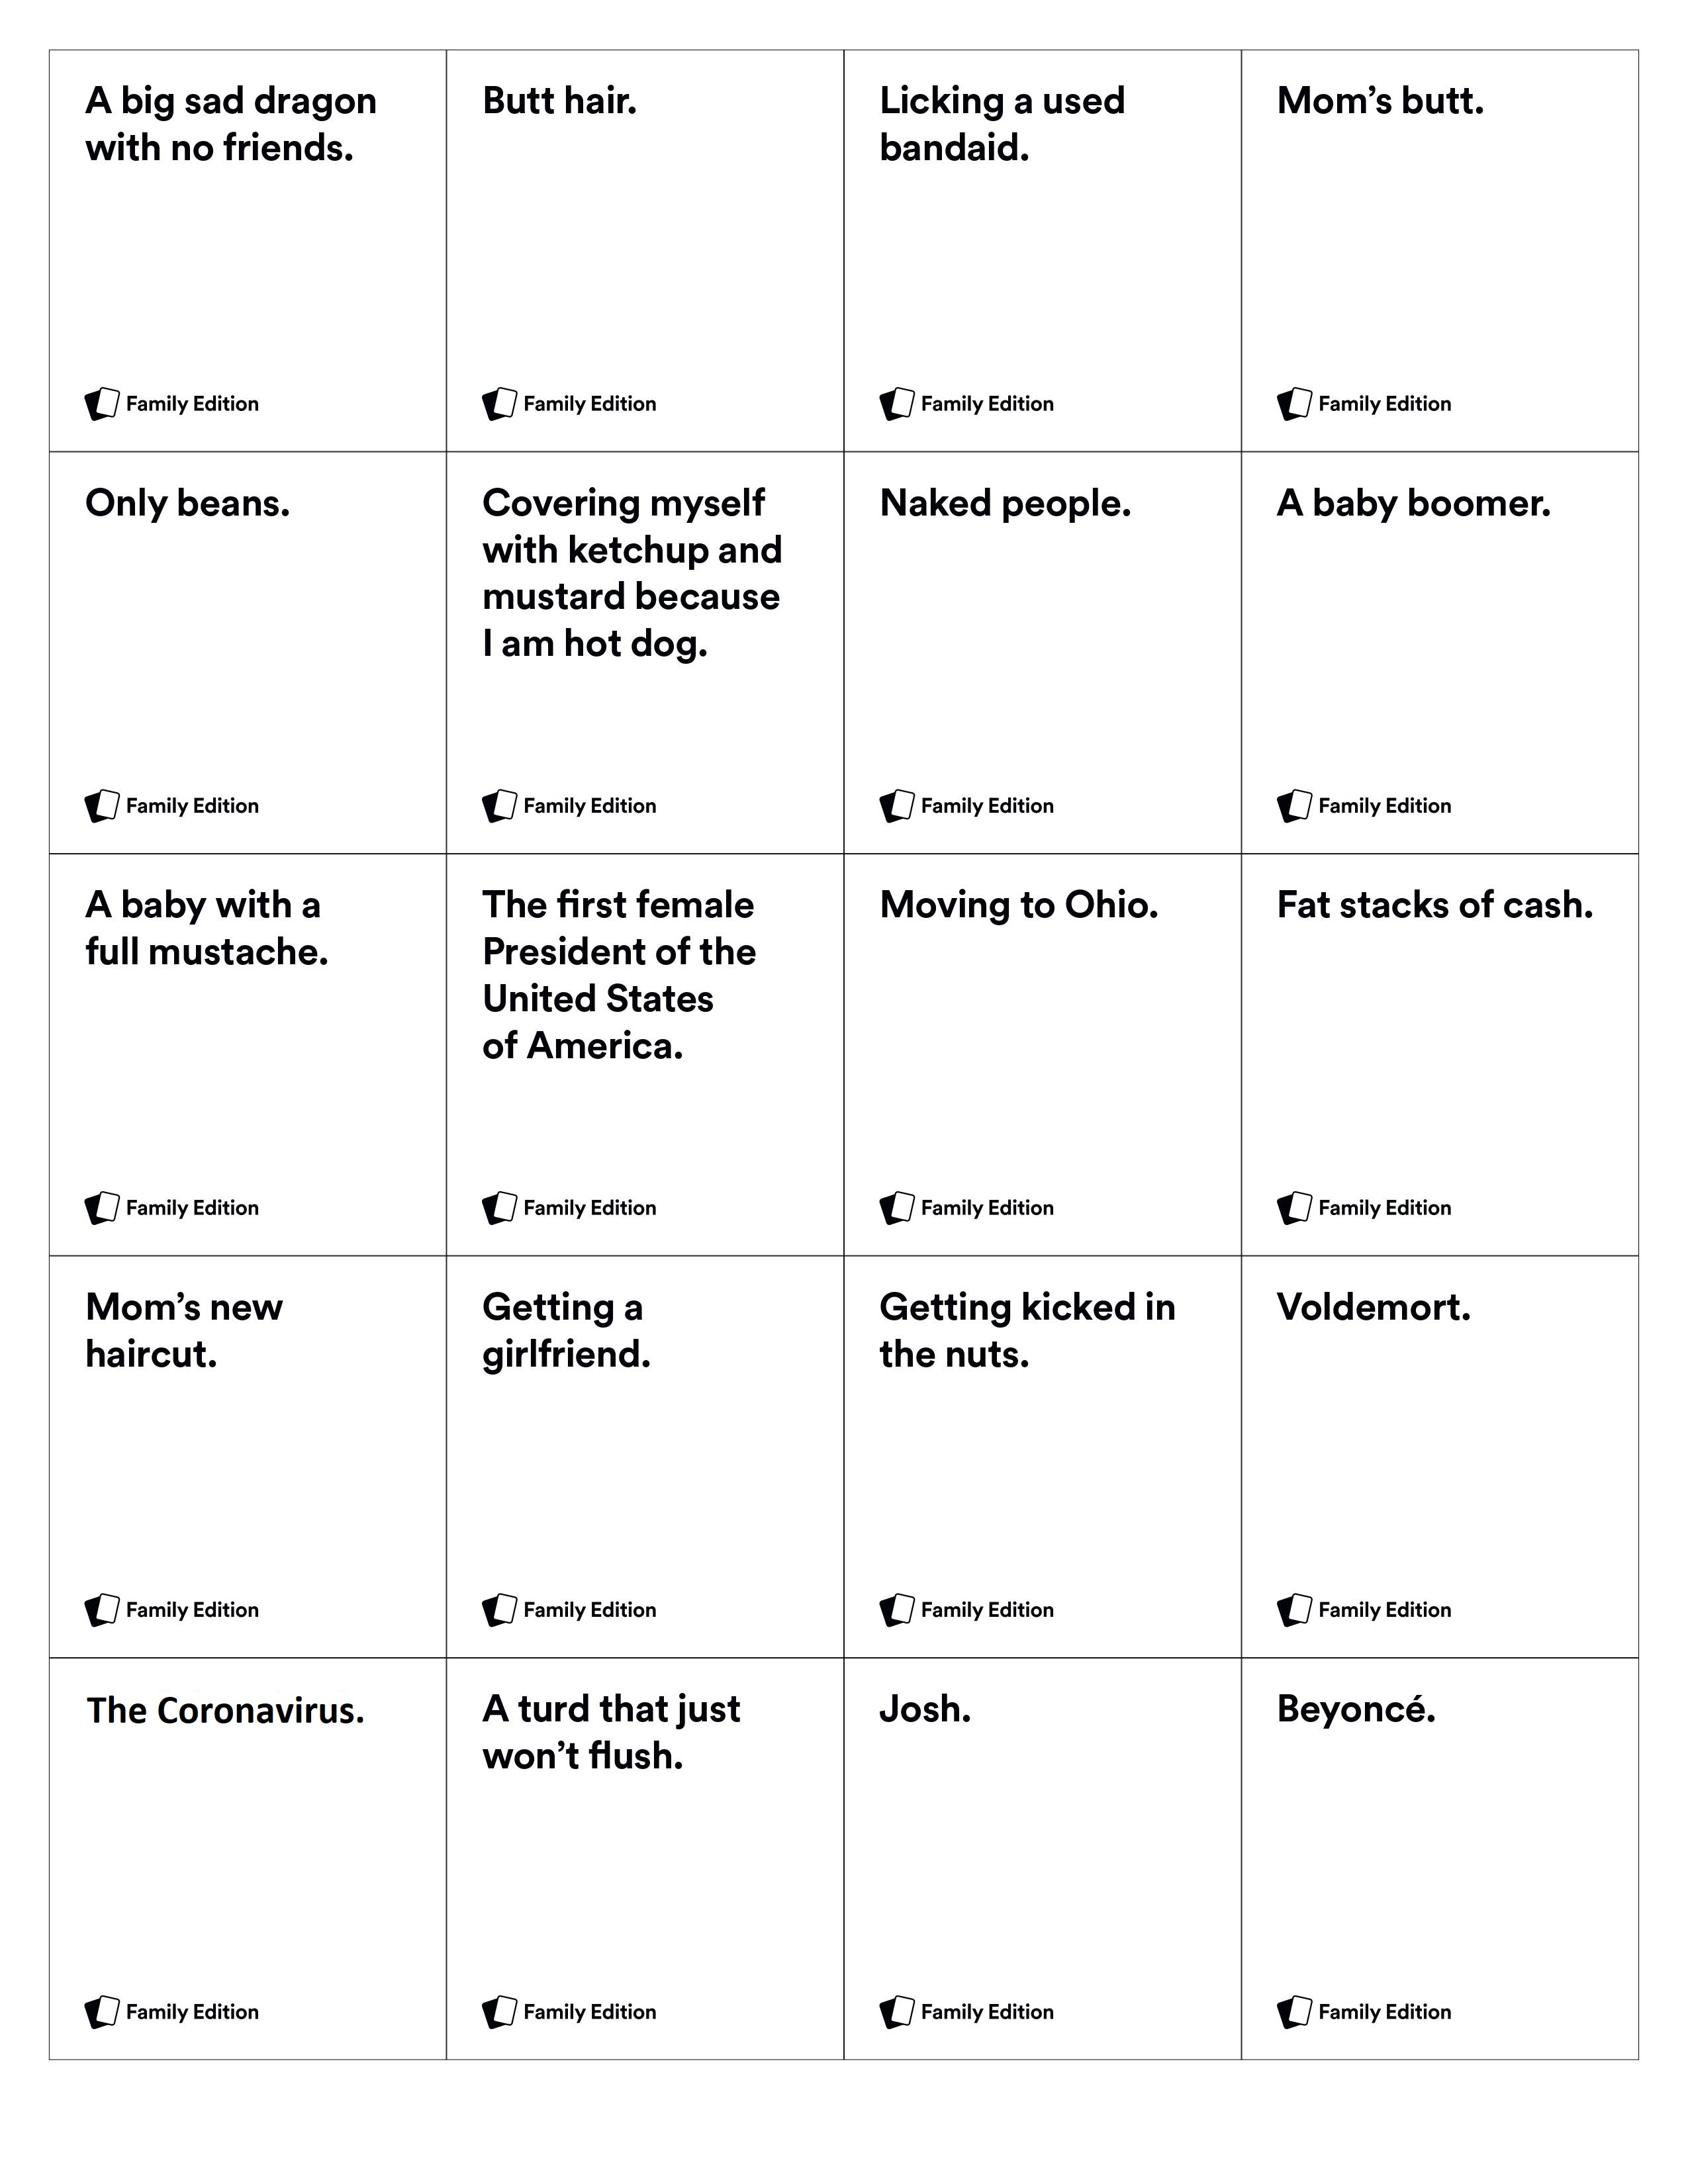 A big sad dragon
with no friends.
Family Edition
Butt hair.
Family Edition
Licking a used
bandaid.
Family Edition
Mom’s butt.
Family Edition
Only beans.
Family Edition
Covering myself
with ketchup and
mustard because
I am hot dog.
Family Edition
Naked people.
Family Edition
A baby boomer.
Family Edition
A baby with a
full mustache.
Family Edition
The first female
President of the
United States
of America.
Family Edition
Moving to Ohio.
Family Edition
Fat stacks of cash.
Family Edition
Mom’s new
haircut.
Family Edition
Getting a
girlfriend.
Family Edition
Getting kicked in
the nuts.
Family Edition
Voldemort.
Family Edition
The Coronavirus.
Family Edition
A turd that just
won’t flush.
Family Edition
Josh.
Family Edition
Beyoncé.
Family Edition